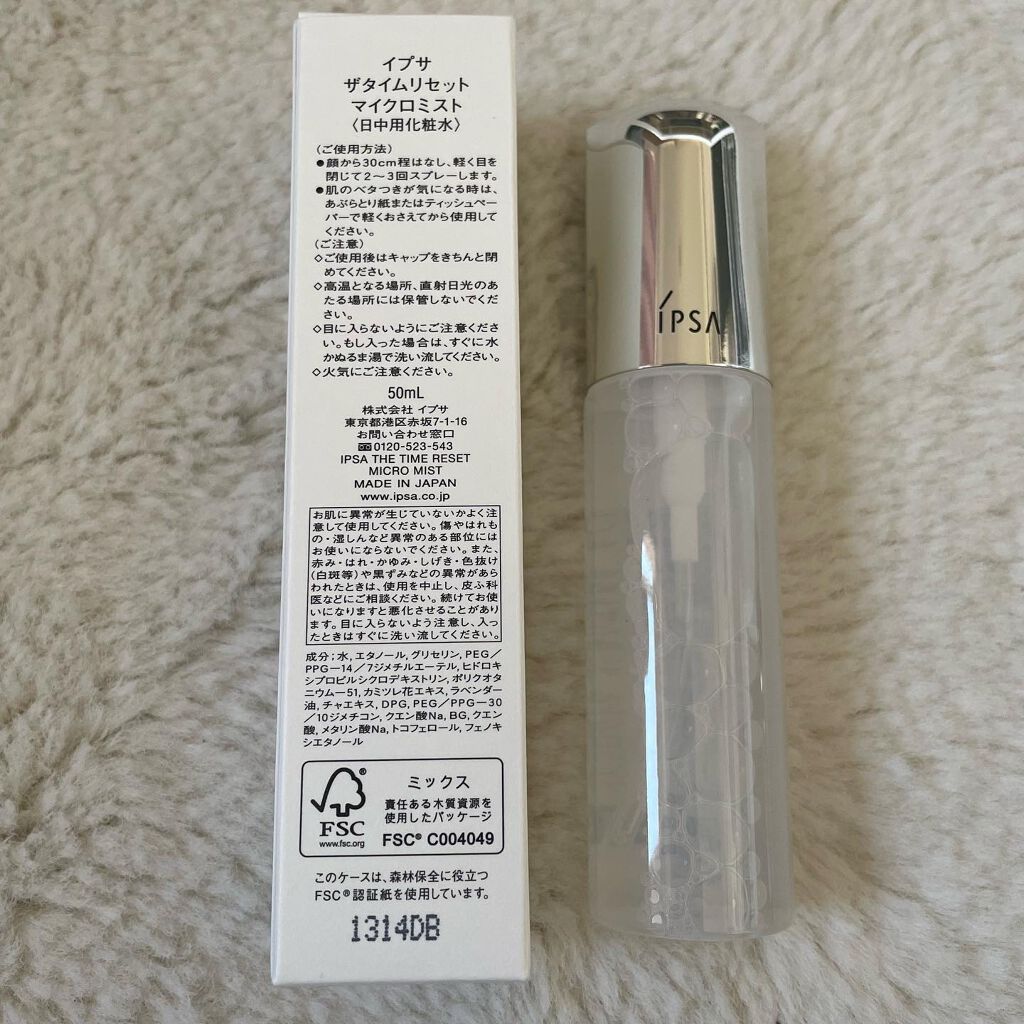 イプサ
ザタイムリセット
マイクロミスト
〈日中用化粧水〉
（ご使用方法）
●顔から30cm程はなし、軽く目を
閉じて2～3回スプレーします。
●肌のベタつきが気になる時は、
あぶらとり紙またはティッシュペー
パーで軽くおさえてから使用して
ください。
（ご注意）
◇ご使用後はキャップをきちんと閉
めてください。
◇高温となる場所、直射日光のあ
たる場所には保管しないでくだ
さい。
◇目に入らないようにご注意くださ
い。もし入った場合は、すぐに水
かぬるま湯で洗い流してください。
◇火気にご注意ください。
50mL
株式会社 イプサ
東京都港区赤坂7-1-16
お問い合わせ窓口
0120-523-543
IPSA THE TIME RESET
MICRO MIST
MADE IN JAPAN
www.ipsa.co.jp
お肌に異常が生じていないかよく注
意して使用してください。傷やはれも
の・湿しんなど異常のある部位には
お使いにならないでください。また、
赤み・はれ・かゆみ・しげき・色抜け
(白斑等)や黒ずみなどの異常があら
われたときは、使用を中止し、皮ふ科
医などにご相談ください。続けてお使
いになりますと悪化させることがあり
ます。目に入らないよう注意し、入っ
たときはすぐに洗い流してください。
成分；水，エタノール，グリセリン，PEG／
PPG－14／7ジメチルエーテル，ヒドロキ
シプロピルシクロデキストリン，ポリクオタ
ニウム－51，カミツレ花エキス，ラベンダー
油，チャエキス，DPG，PEG／PPG－30
／10ジメチコン，クエン酸Na，BG，クエン
酸，メタリン酸Na，トコフェロール，フェノキ
シエタノール
FSC®
www.fsc.org
ミックス
責任ある木質資源を
使用したパッケージ
FSC® C004049
このケースは、森林保全に役立つ
FSC®認証紙を使用しています。
1314DB
IPSA